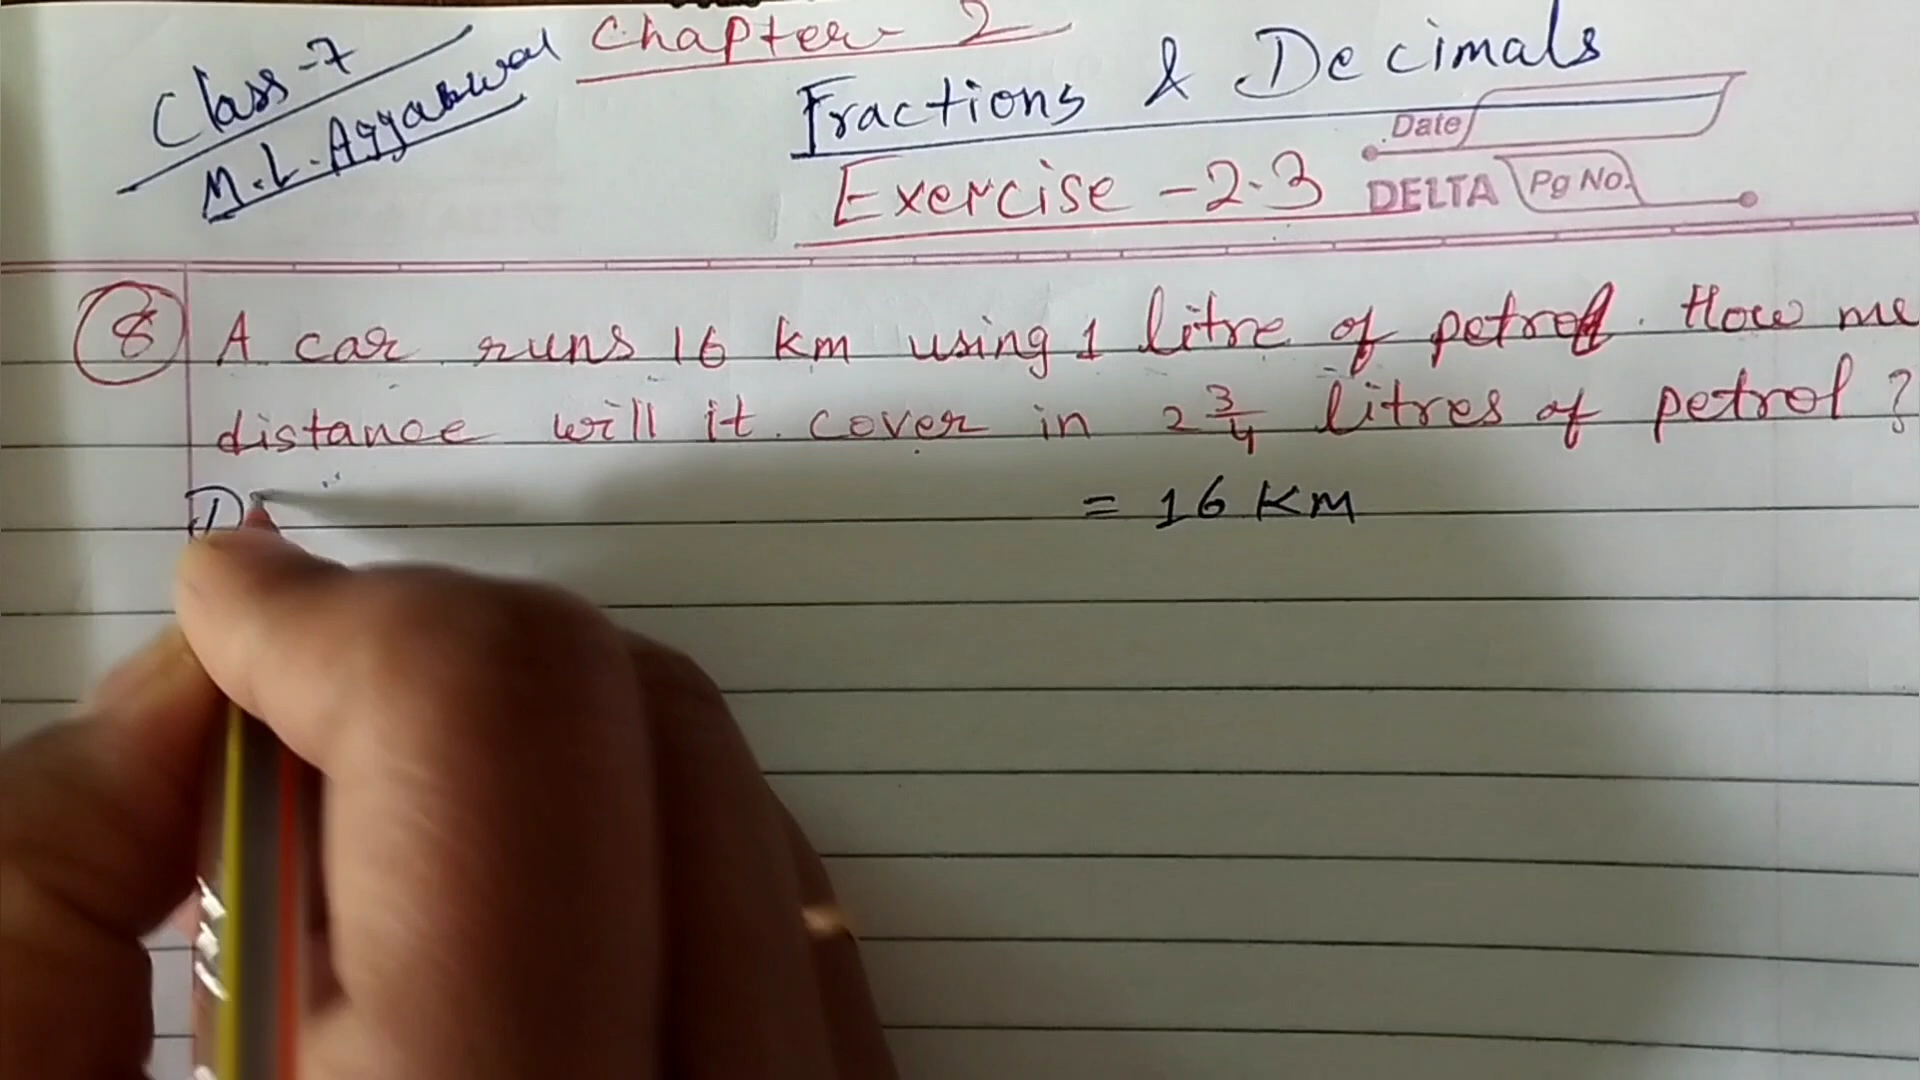 Class-7
M.L. Aggarwal
Chapter- 2
Fractions & Decimals
Date
Exercise -2.3
DELTA Pg No.
8 A car runs 16 km using 1 litre of petrol. How
distance will it cover in 2 3/4 litres of petrol?
= 16 KM